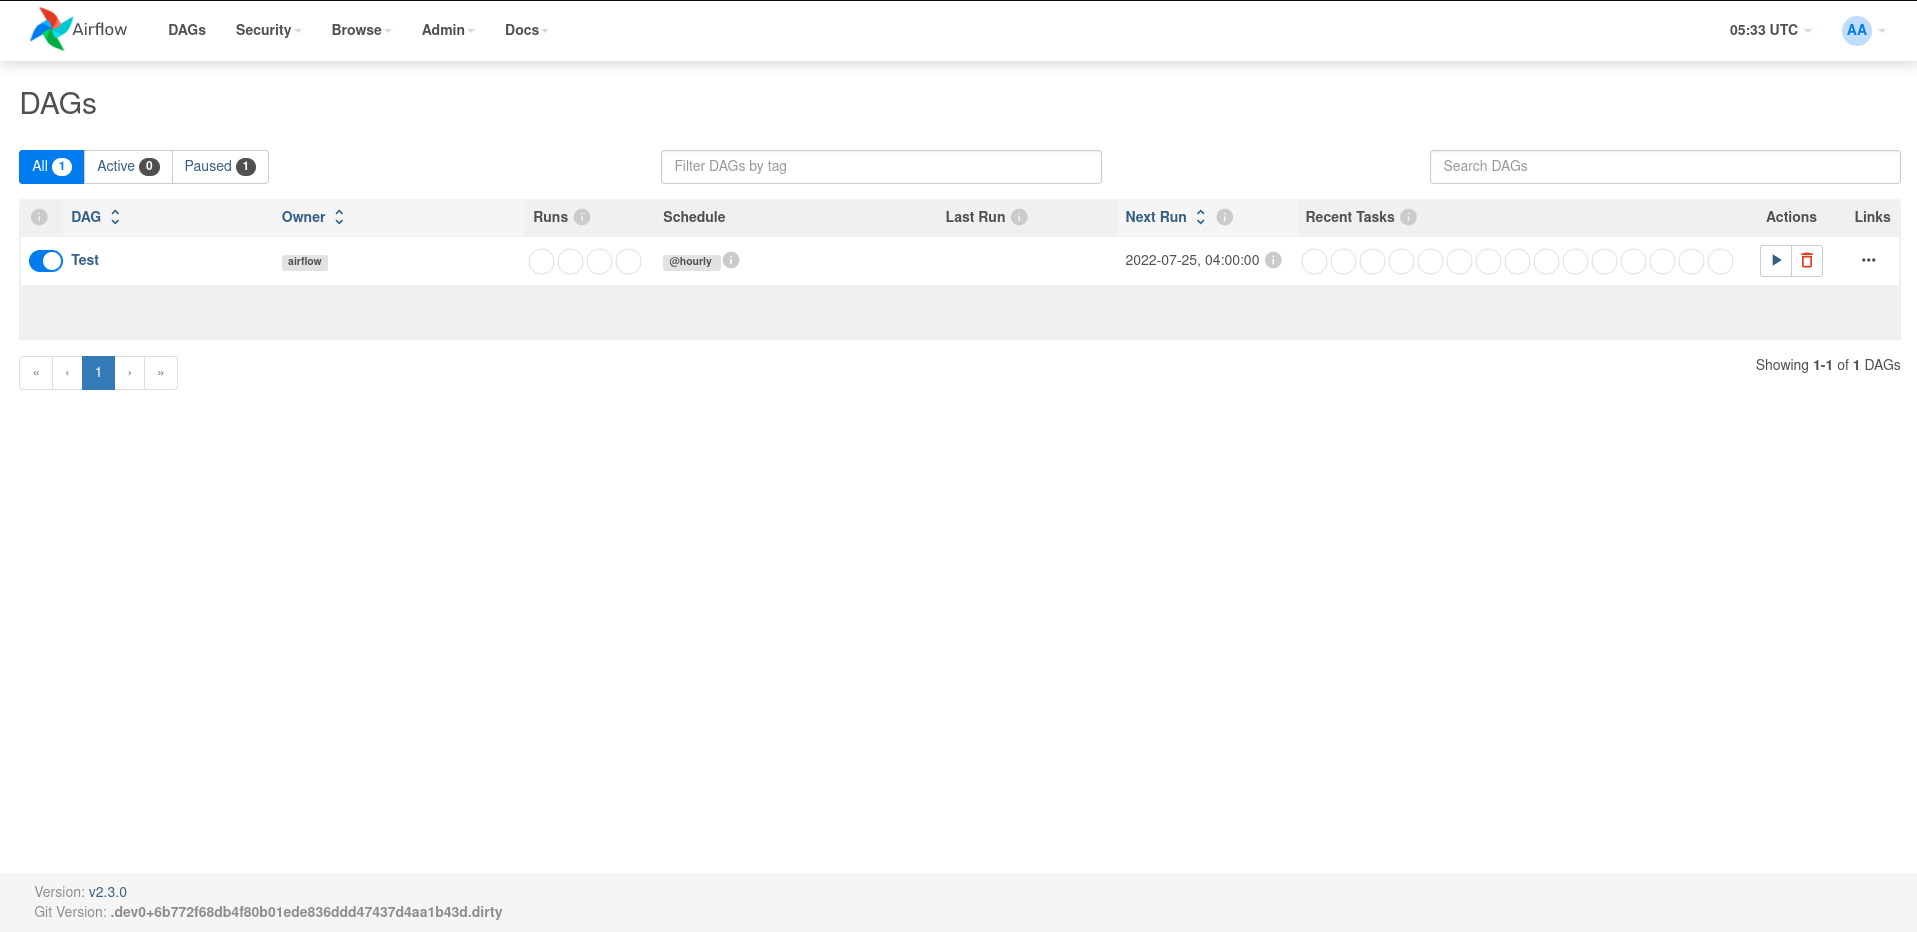 Airflow DAGs Security Browse Admin Docs 05:33 UTC AA
DAGs
All 1 Active 0 Paused 1 Filter DAGs by tag Search DAGs
DAG Owner Runs Schedule Last Run Next Run Recent Tasks Actions Links
Test airflow @hourly 2022-07-25, 04:00:00
« ‹ 1 › » Showing 1-1 of 1 DAGs
Version: v2.3.0
Git Version: .dev0+6b772f68db4f80b01ede836ddd47437d4aa1b43d.dirty